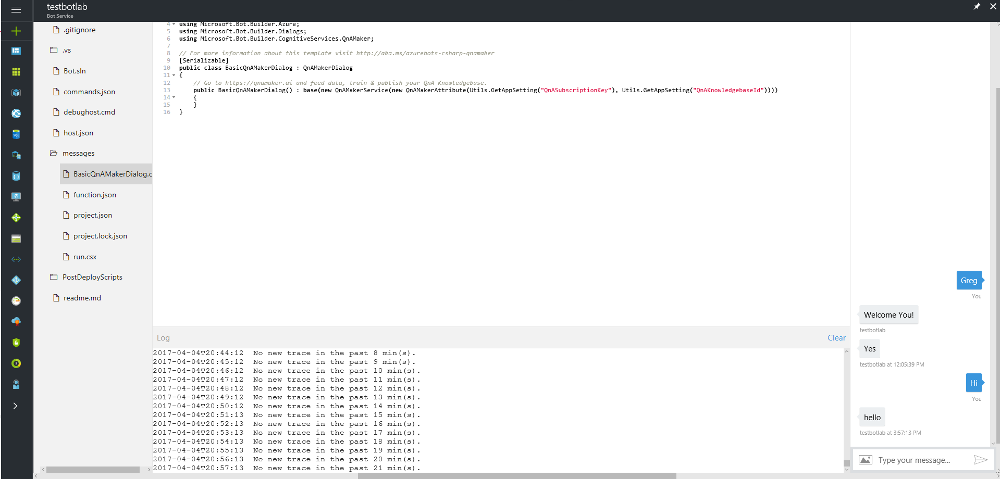 testbotlab
Bot Service
.gitignore
.vs
Bot.sln
commands.json
debughost.cmd
host.json
messages
BasicQnAMakerDialog.c
function.json
project.json
project.lock.json
run.csx
PostDeployScripts
readme.md
4 using Microsoft.Bot.Builder.Azure;
5 using Microsoft.Bot.Builder.Dialogs;
6 using Microsoft.Bot.Builder.CognitiveServices.QnAMaker;
7
8 // For more information about this template visit http://aka.ms/azurebots-csharp-qnamaker
9 [Serializable]
10 public class BasicQnAMakerDialog : QnAMakerDialog
11 {
12 // Go to https://qnamaker.ai and feed data, train & publish your QnA Knowledgebase.
13 public BasicQnAMakerDialog() : base(new QnAMakerService(new QnAMakerAttribute(Utils.GetAppSetting("QnASubscriptionKey"), Utils.GetAppSetting("QnAKnowledgebaseId"))))
14 {
15 }
16 }
Log
Clear
2017-04-04T20:44:12 No new trace in the past 8 min(s).
2017-04-04T20:45:12 No new trace in the past 9 min(s).
2017-04-04T20:46:12 No new trace in the past 10 min(s).
2017-04-04T20:47:12 No new trace in the past 11 min(s).
2017-04-04T20:48:12 No new trace in the past 12 min(s).
2017-04-04T20:49:12 No new trace in the past 13 min(s).
2017-04-04T20:50:12 No new trace in the past 14 min(s).
2017-04-04T20:51:13 No new trace in the past 15 min(s).
2017-04-04T20:52:13 No new trace in the past 16 min(s).
2017-04-04T20:53:13 No new trace in the past 17 min(s).
2017-04-04T20:54:13 No new trace in the past 18 min(s).
2017-04-04T20:55:13 No new trace in the past 19 min(s).
2017-04-04T20:56:13 No new trace in the past 20 min(s).
2017-04-04T20:57:13 No new trace in the past 21 min(s).
Greg
You
Welcome You!
testbotlab
Yes
testbotlab at 12:05:39 PM
Hi
You
hello
testbotlab at 3:57:13 PM
Type your message...